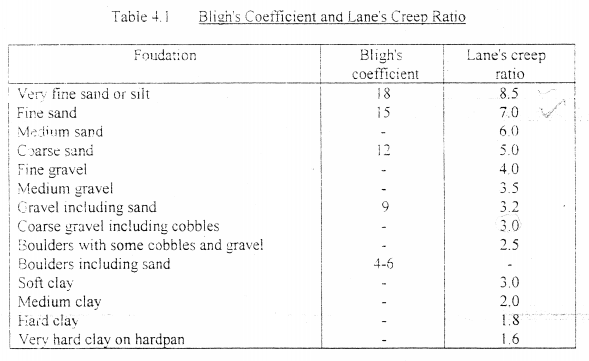 Table 4.1 Bligh's Coefficient and Lane's Creep Ratio
Foudation Bligh's coefficient Lane's creep ratio
Very fine sand or silt 18 8.5
Fine sand 15 7.0
Medium sand - 6.0
Coarse sand 12 5.0
Fine gravel - 4.0
Medium gravel - 3.5
Gravel including sand 9 3.2
Coarse gravel including cobbles - 3.0
Boulders with some cobbles and gravel - 2.5
Boulders including sand 4-6 -
Soft clay - 3.0
Medium clay - 2.0
Hard clay - 1.8
Very hard clay on hardpan - 1.6